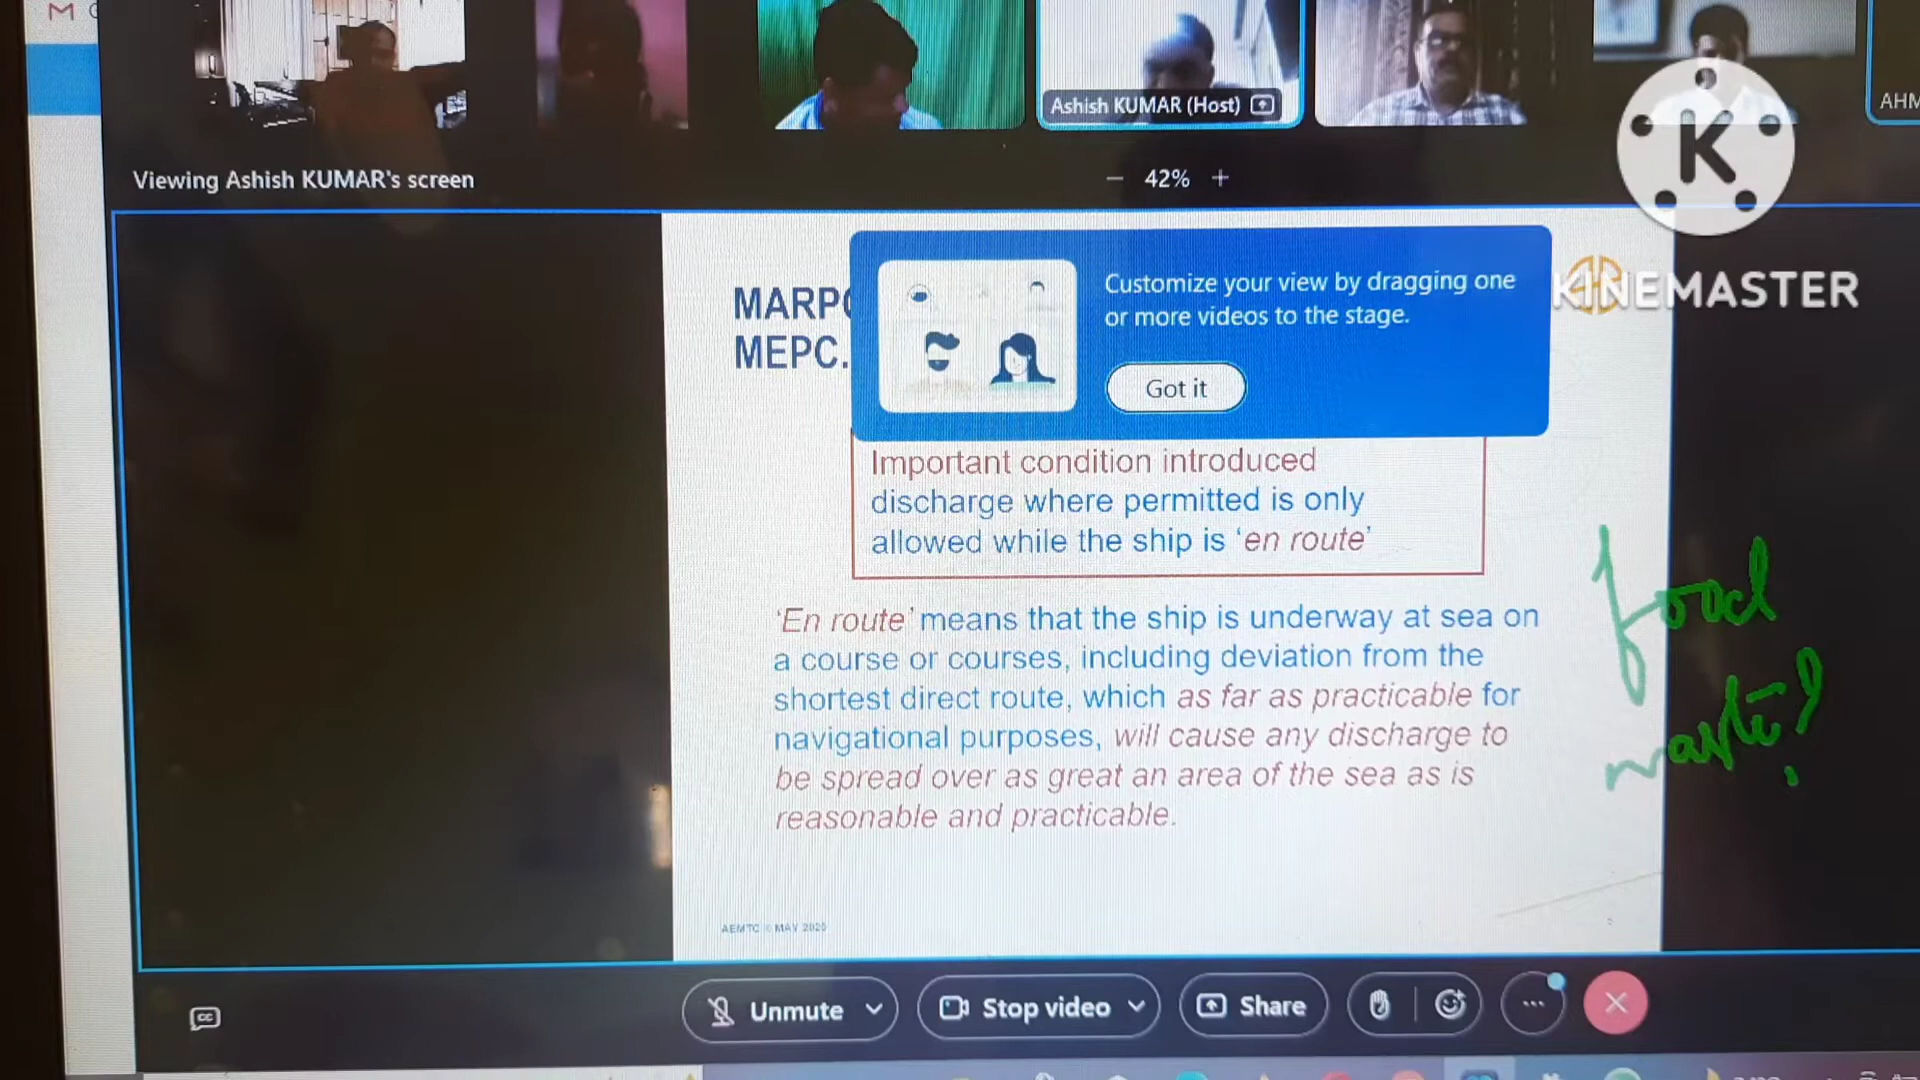 Ashish KUMAR (Host)
AHM
Viewing Ashish KUMAR's screen
42%
KINEMASTER
MARPO
MEPC.
Customize your view by dragging one
or more videos to the stage.
Got it
Important condition introduced
discharge where permitted is only
allowed while the ship is ‘en route’
‘En route’ means that the ship is underway at sea on
a course or courses, including deviation from the
shortest direct route, which as far as practicable for
navigational purposes, will cause any discharge to
be spread over as great an area of the sea as is
reasonable and practicable.
food
waste?
AEMTC © MAY 2020
Unmute
Stop video
Share